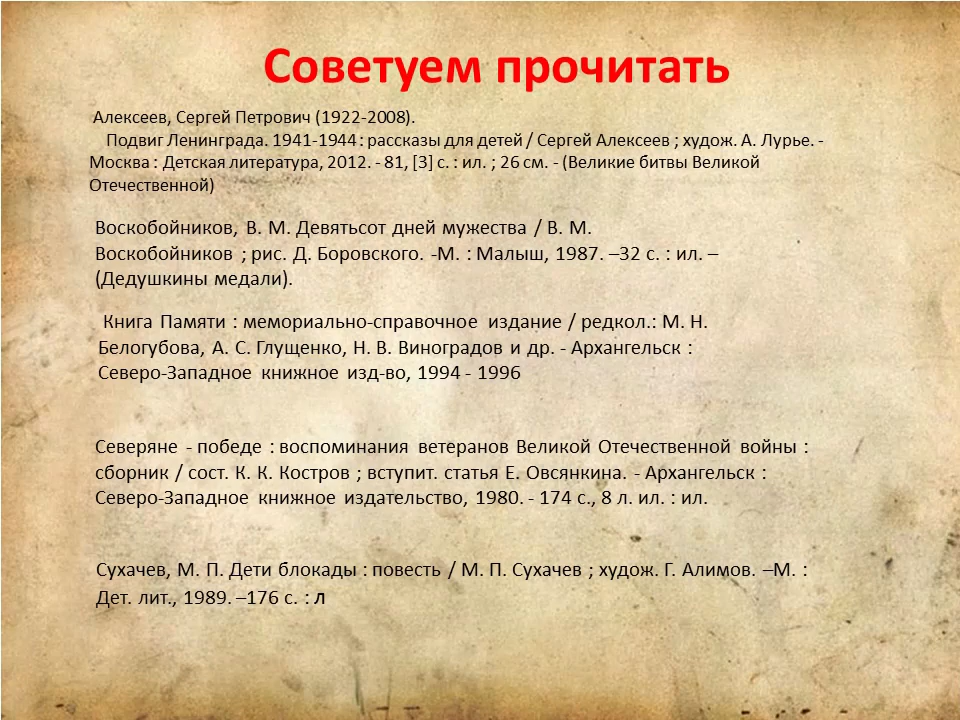 Советуем прочитать
Алексеев, Сергей Петрович (1922-2008).
Подвиг Ленинграда. 1941-1944 : рассказы для детей / Сергей Алексеев ; худож. А. Лурье. -
Москва : Детская литература, 2012. - 81, [3] с. : ил. ; 26 см. - (Великие битвы Великой
Отечественной)
Воскобойников, В. М. Девятьсот дней мужества / В. М.
Воскобойников ; рис. Д. Боровского. -М. : Малыш, 1987. –32 с. : ил. –
(Дедушкины медали).
Книга Памяти : мемориально-справочное издание / редкол.: М. Н.
Белогубова, А. С. Глущенко, Н. В. Виноградов и др. - Архангельск :
Северо-Западное книжное изд-во, 1994 - 1996
Северяне - победе : воспоминания ветеранов Великой Отечественной войны :
сборник / сост. К. К. Костров ; вступит. статья Е. Овсянкина. - Архангельск :
Северо-Западное книжное издательство, 1980. - 174 с., 8 л. ил. : ил.
Сухачев, М. П. Дети блокады : повесть / М. П. Сухачев ; худож. Г. Алимов. –М. :
Дет. лит., 1989. –176 с. : л